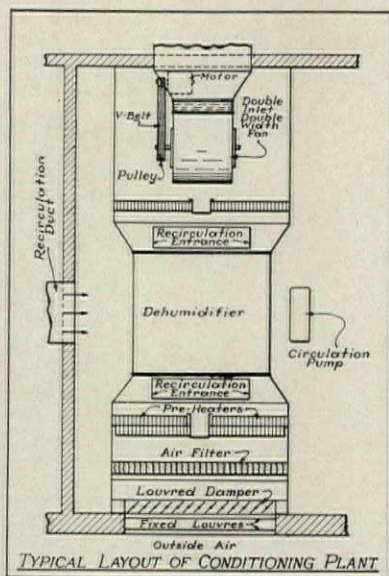 Motor
Double
Inlet
Double
Width
Fan
V-Belt
Pulley
Recirculation
Duct
Recirculation
Entrance
Dehumidifier
Circulation
Pump
Recirculation
Entrance
Pre-Heaters
Air Filter
Louvred Damper
Fixed Louvres
Outside Air
TYPICAL LAYOUT OF CONDITIONING PLANT